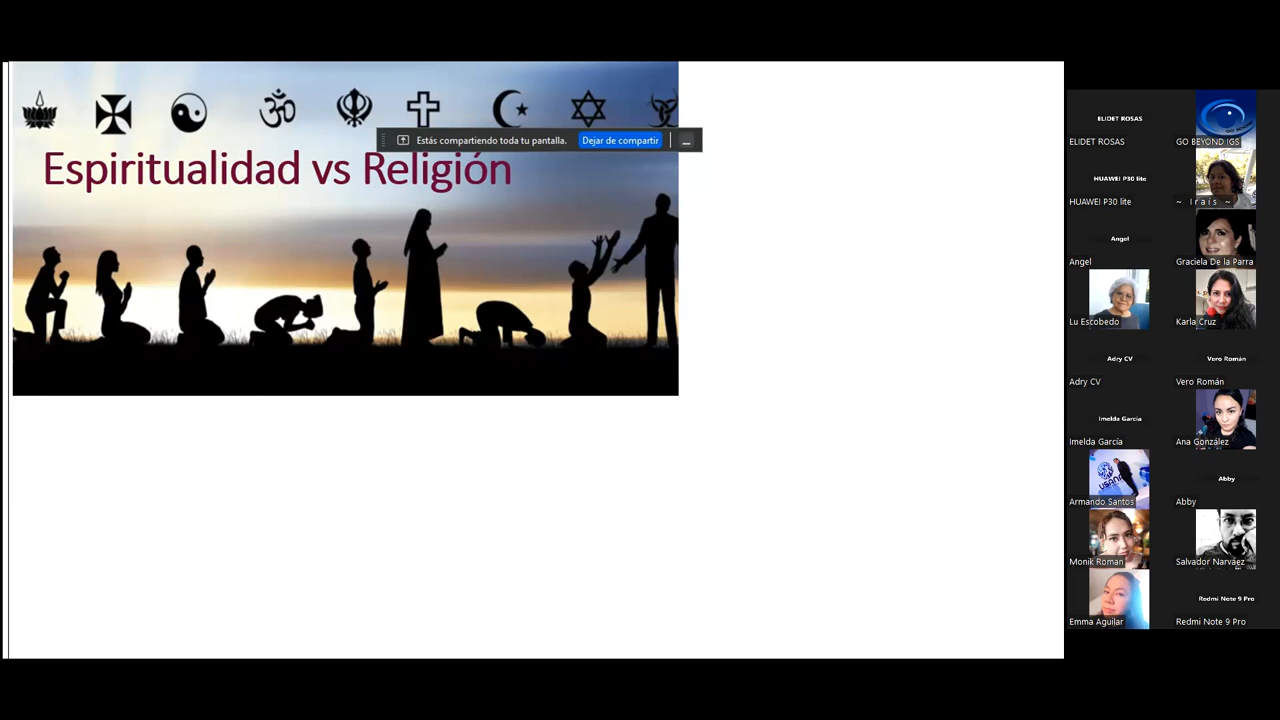 Estás compartiendo toda tu pantalla. Dejar de compartir
Espiritualidad vs Religión
ELIDET ROSAS
ELIDET ROSAS
GO BEYOND IGS
HUAWEI P30 lite
HUAWEI P30 lite
~ I r a i s ~
Angel
Angel
Graciela De la Parra
Lu Escobedo
Karla Cruz
Adry CV
Vero Román
Adry CV
Vero Román
Imelda García
Imelda García
Ana González
USANA
Abby
Armando Santos
Abby
Monik Roman
Salvador Narváez
Redmi Note 9 Pro
Emma Aguilar
Redmi Note 9 Pro